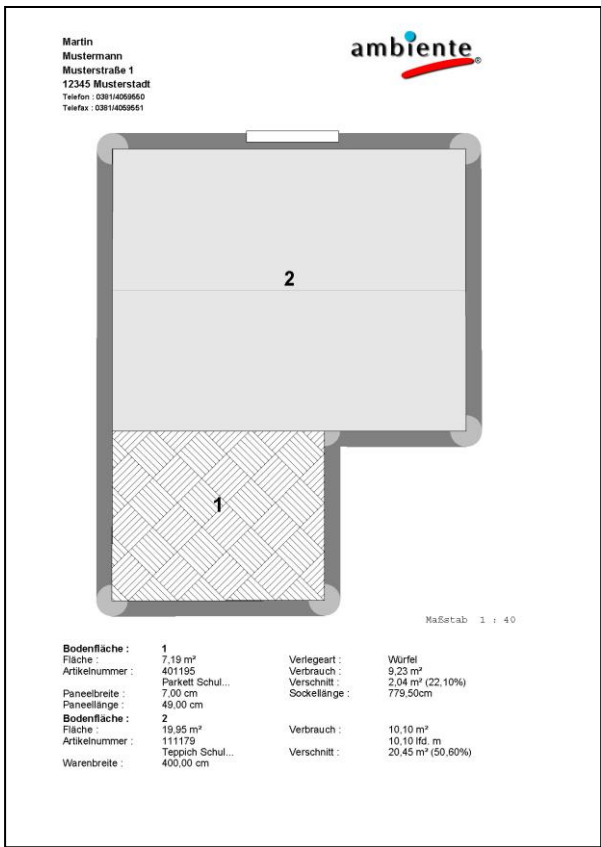 Martin
Mustermann
Musterstraße 1
12345 Musterstadt
Telefon : 0381/4059550
Telefax : 0381/4059551
ambiente®
2
1
Maßstab 1 : 40
Bodenfläche : 1
Fläche : 7,19 m² Verlegeart : Würfel
Artikelnummer : 401195 Verbrauch : 9,23 m²
Parkett Schul... Verschnitt : 2,04 m² (22,10%)
Paneelbreite : 7,00 cm Sockellänge : 779,50cm
Paneellänge : 49,00 cm
Bodenfläche : 2
Fläche : 19,95 m² Verbrauch : 10,10 m²
Artikelnummer : 111179 10,10 lfd. m
Teppich Schul... Verschnitt : 20,45 m² (50,60%)
Warenbreite : 400,00 cm